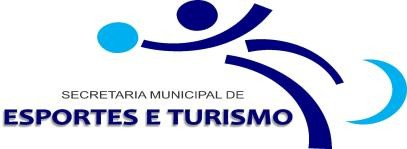 SECRETARIA MUNICIPAL DE
ESPORTES E TURISMO